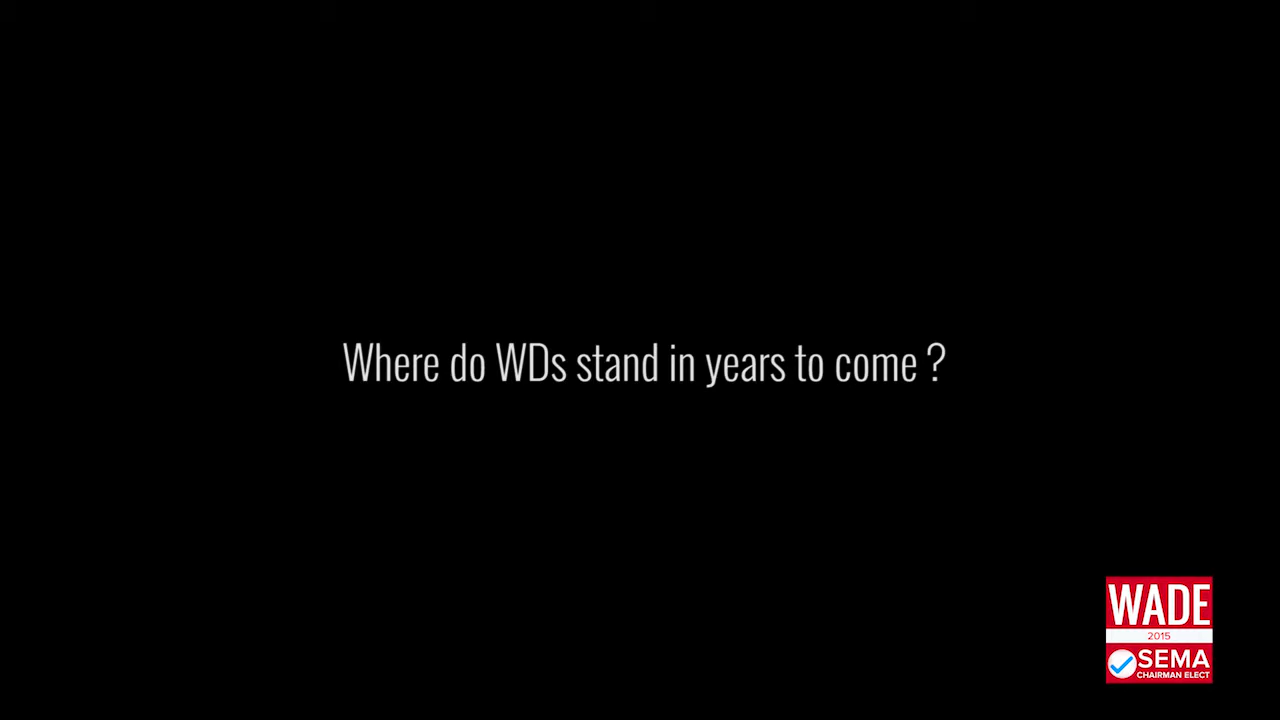 Where do WDs stand in years to come ?
WADE
2015
SEMA
CHAIRMAN ELECT